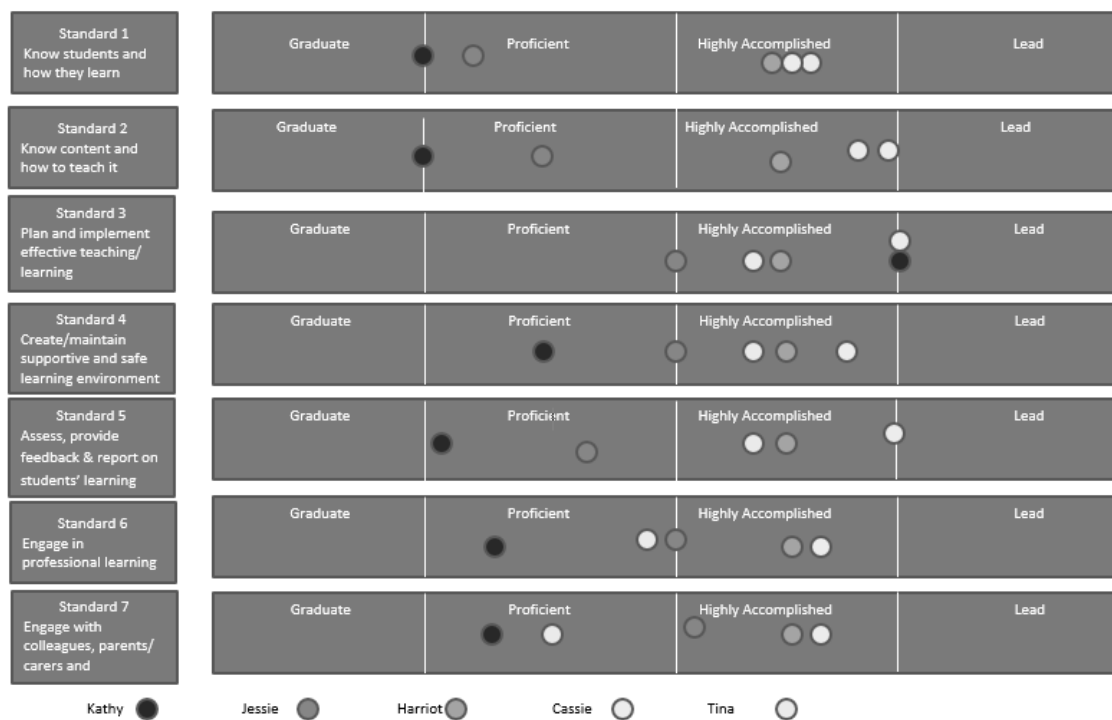 Standard 1
Know students and
how they learn
Graduate Proficient Highly Accomplished Lead
Standard 2
Know content and
how to teach it
Graduate Proficient Highly Accomplished Lead
Standard 3
Plan and implement
effective teaching/
learning
Graduate Proficient Highly Accomplished Lead
Standard 4
Create/maintain
supportive and safe
learning environment
Graduate Proficient Highly Accomplished Lead
Standard 5
Assess, provide
feedback & report on
students' learning
Graduate Proficient Highly Accomplished Lead
Standard 6
Engage in
professional learning
Graduate Proficient Highly Accomplished Lead
Standard 7
Engage with
colleagues, parents/
carers and
Graduate Proficient Highly Accomplished Lead
Kathy Jessie Harriot Cassie Tina